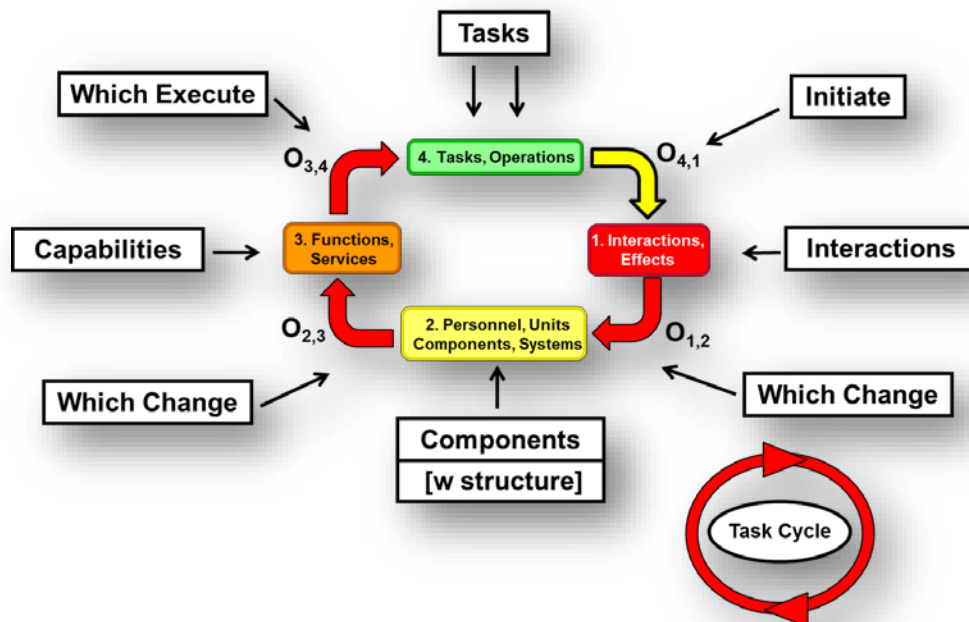 Tasks
Which Execute
Initiate
O3,4
4. Tasks, Operations
O4,1
Capabilities
3. Functions,
Services
1. Interactions,
Effects
Interactions
O2,3
2. Personnel, Units
Components, Systems
O1,2
Which Change
Which Change
Components
[w structure]
Task Cycle